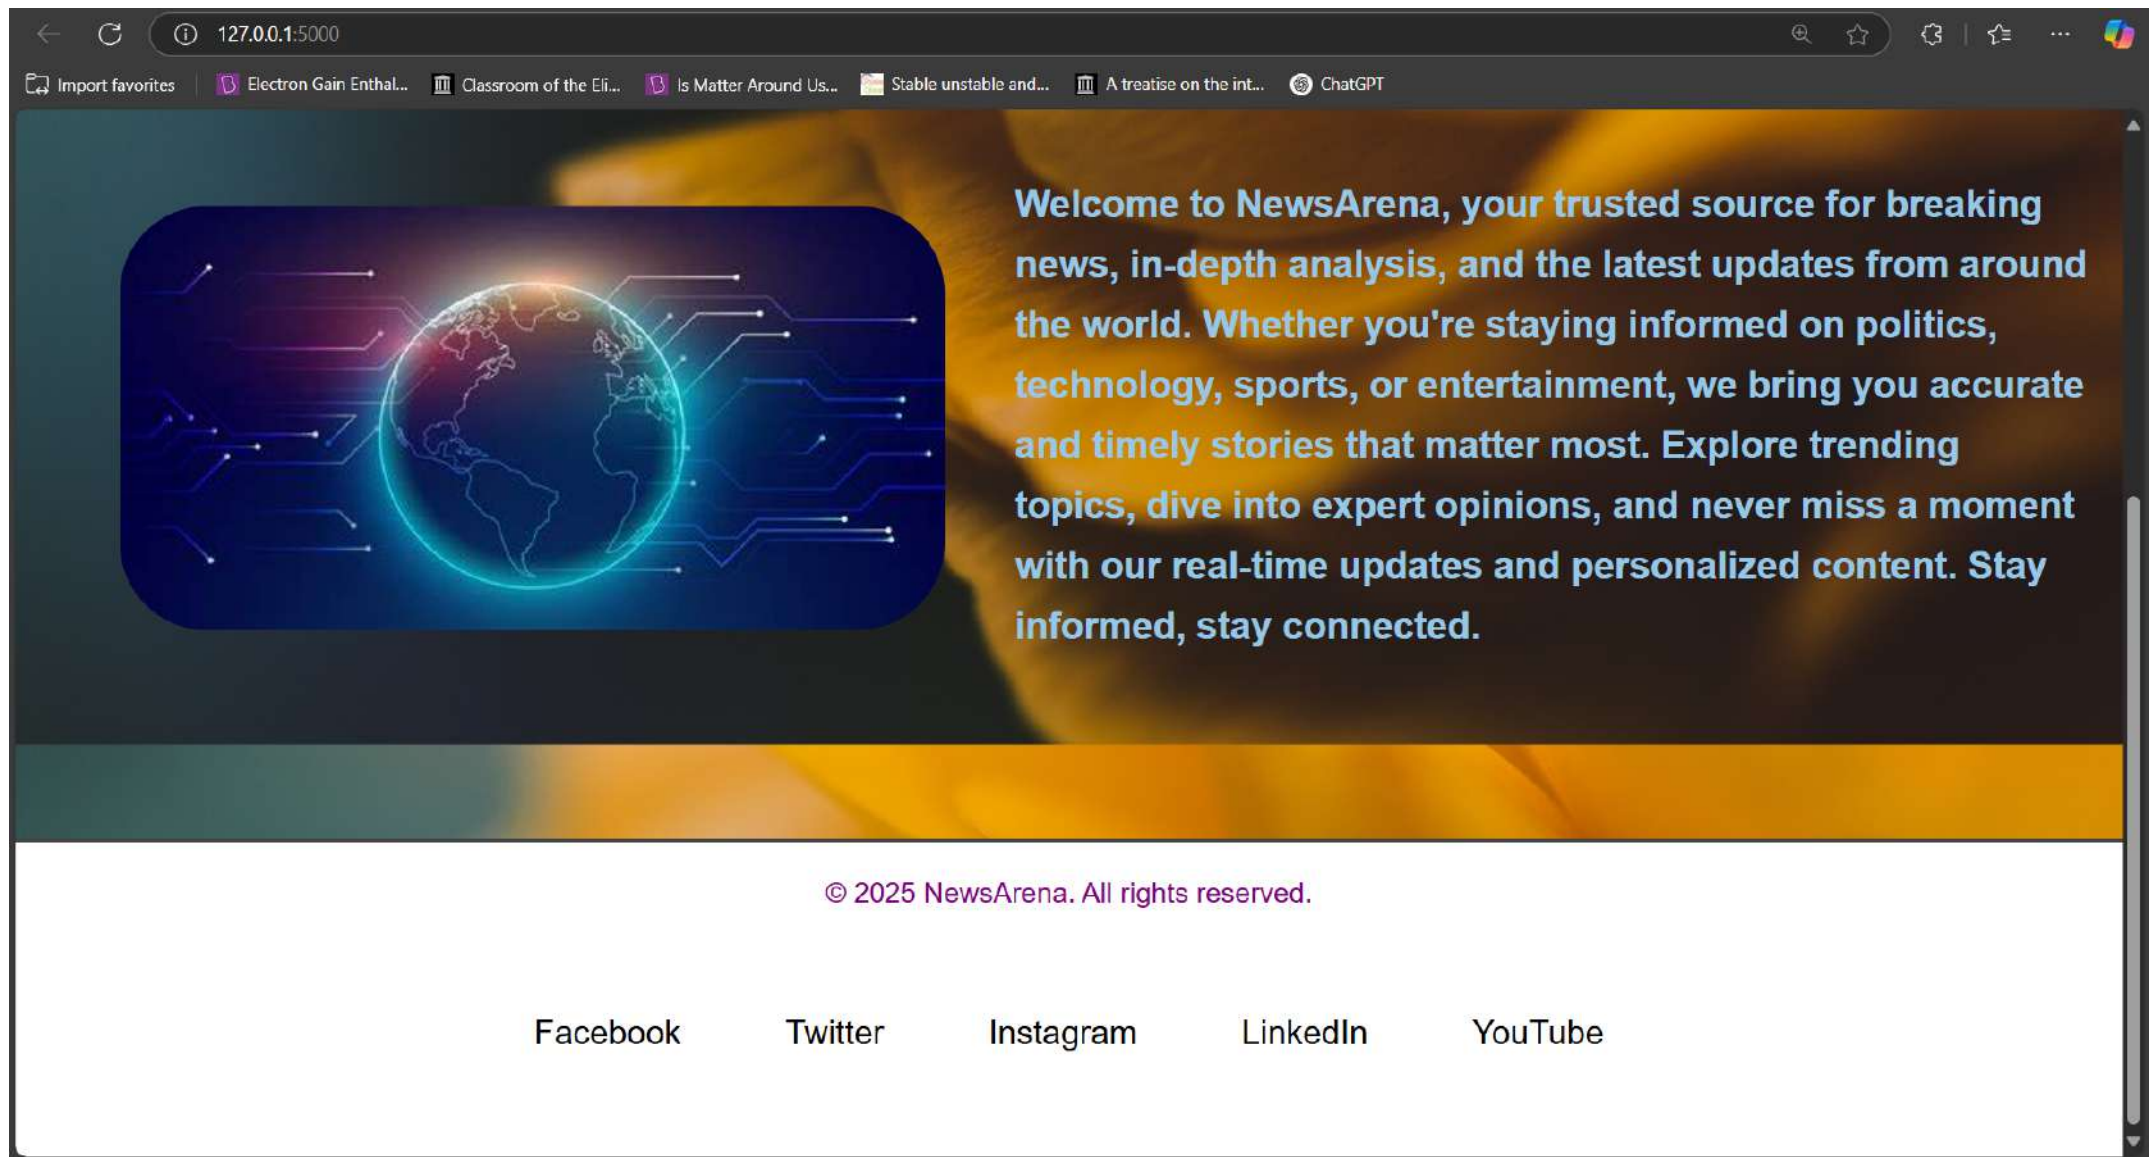 127.0.0.1:5000
Import favorites
Electron Gain Enthal...
Classroom of the Eli...
Is Matter Around Us...
Stable unstable and...
A treatise on the int...
ChatGPT
Welcome to NewsArena, your trusted source for breaking
news, in-depth analysis, and the latest updates from around
the world. Whether you're staying informed on politics,
technology, sports, or entertainment, we bring you accurate
and timely stories that matter most. Explore trending
topics, dive into expert opinions, and never miss a moment
with our real-time updates and personalized content. Stay
informed, stay connected.
© 2025 NewsArena. All rights reserved.
Facebook Twitter Instagram LinkedIn YouTube